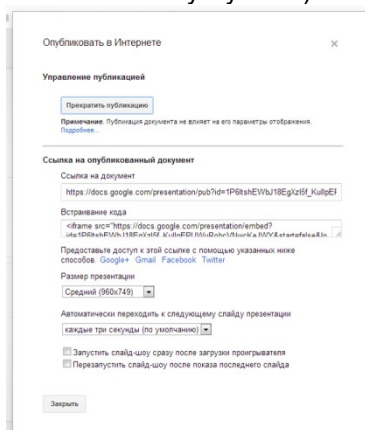 Опубликовать в Интернете
Управление публикацией
Прекратить публикацию
Примечание. Публикация документа не влияет на его параметры отображения.
Подробнее...
Ссылка на опубликованный документ
Ссылка на документ
https://docs.google.com/presentation/pub?id=1P6ltshEWbJ18EgXzI5f_KullpEF
Встраивание кода
<iframe src="https://docs.google.com/presentation/embed?
Предоставьте доступ к этой ссылке с помощью указанных ниже
способов: Google+ Gmail Facebook Twitter
Размер презентации
Средний (960x749)
Автоматически переходить к следующему слайду презентации
каждые три секунды (по умолчанию)
Запустить слайд-шоу сразу после загрузки проигрывателя
Перезапустить слайд-шоу после показа последнего слайда
Закрыть